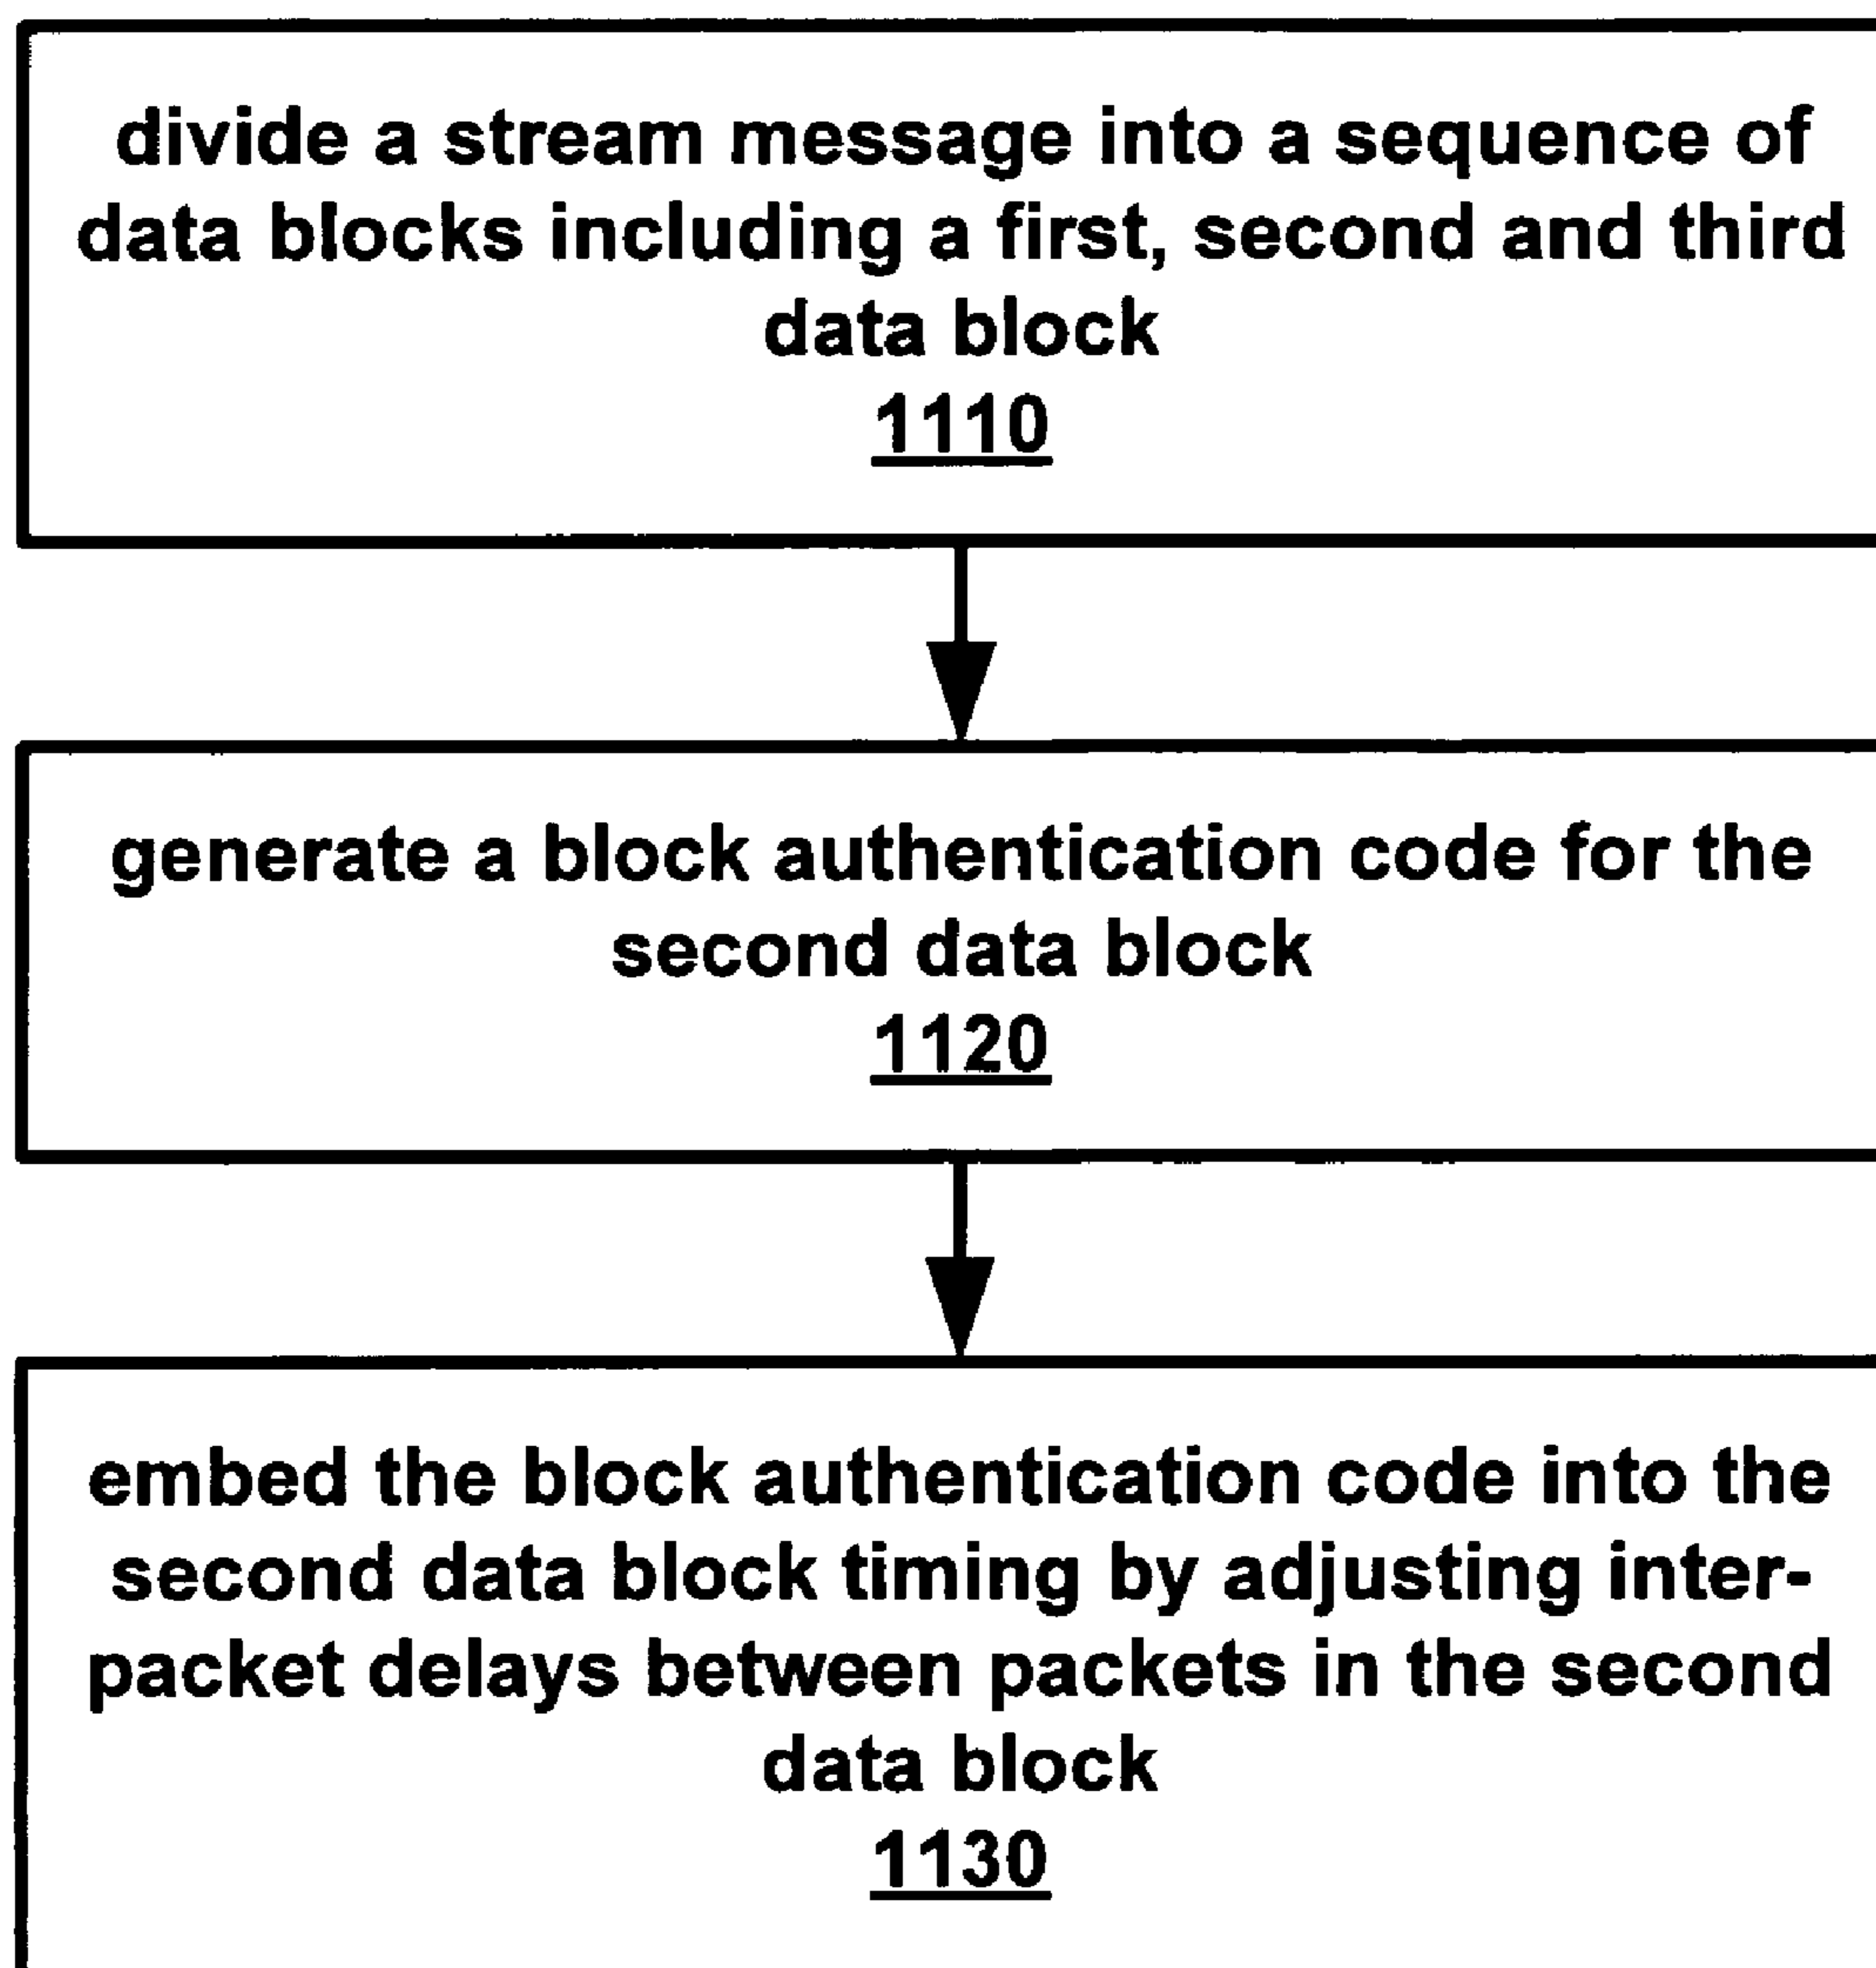 divide a stream message into a sequence of
data blocks including a first, second and third
data block
1110
generate a block authentication code for the
second data block
1120
embed the block authentication code into the
second data block timing by adjusting inter-
packet delays between packets in the second
data block
1130